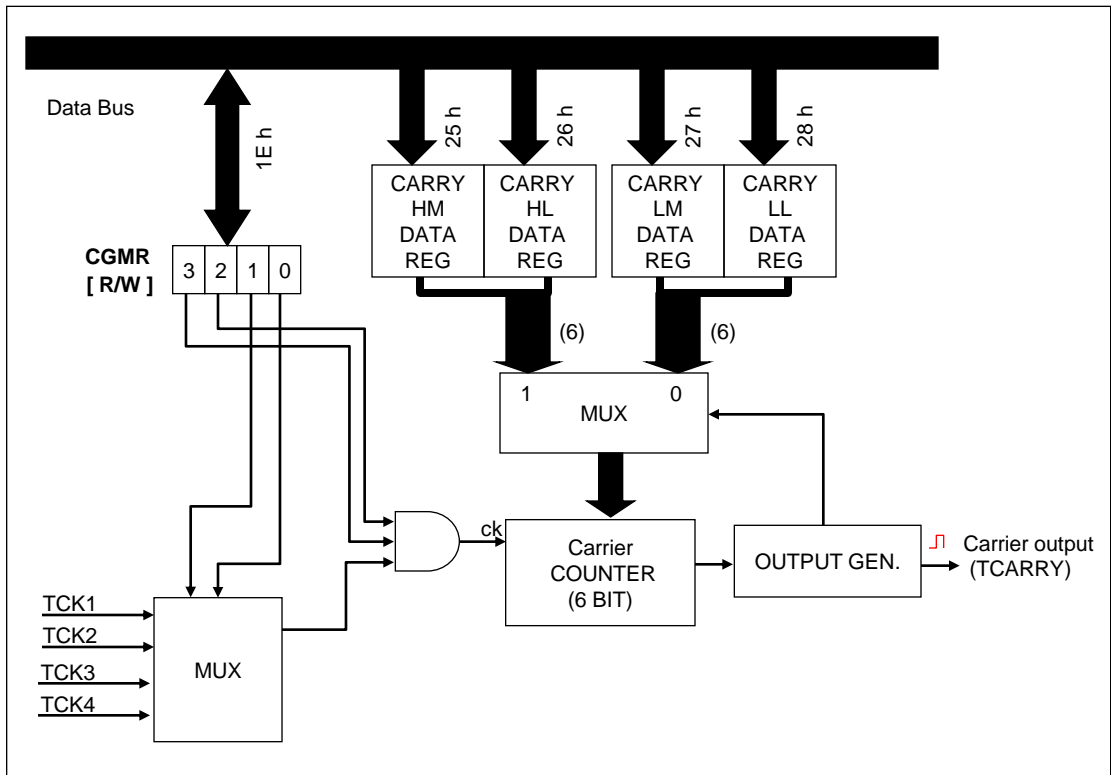 Data Bus
1E h
25 h
26 h
27 h
28 h
CARRY
HM
DATA
REG
CARRY
HL
DATA
REG
CARRY
LM
DATA
REG
CARRY
LL
DATA
REG
CGMR
[ R/W ]
3 2 1 0
(6)
(6)
1 0
MUX
ck
Carrier
COUNTER
(6 BIT)
OUTPUT GEN.
Carrier output
(TCARRY)
TCK1
TCK2
TCK3
TCK4
MUX